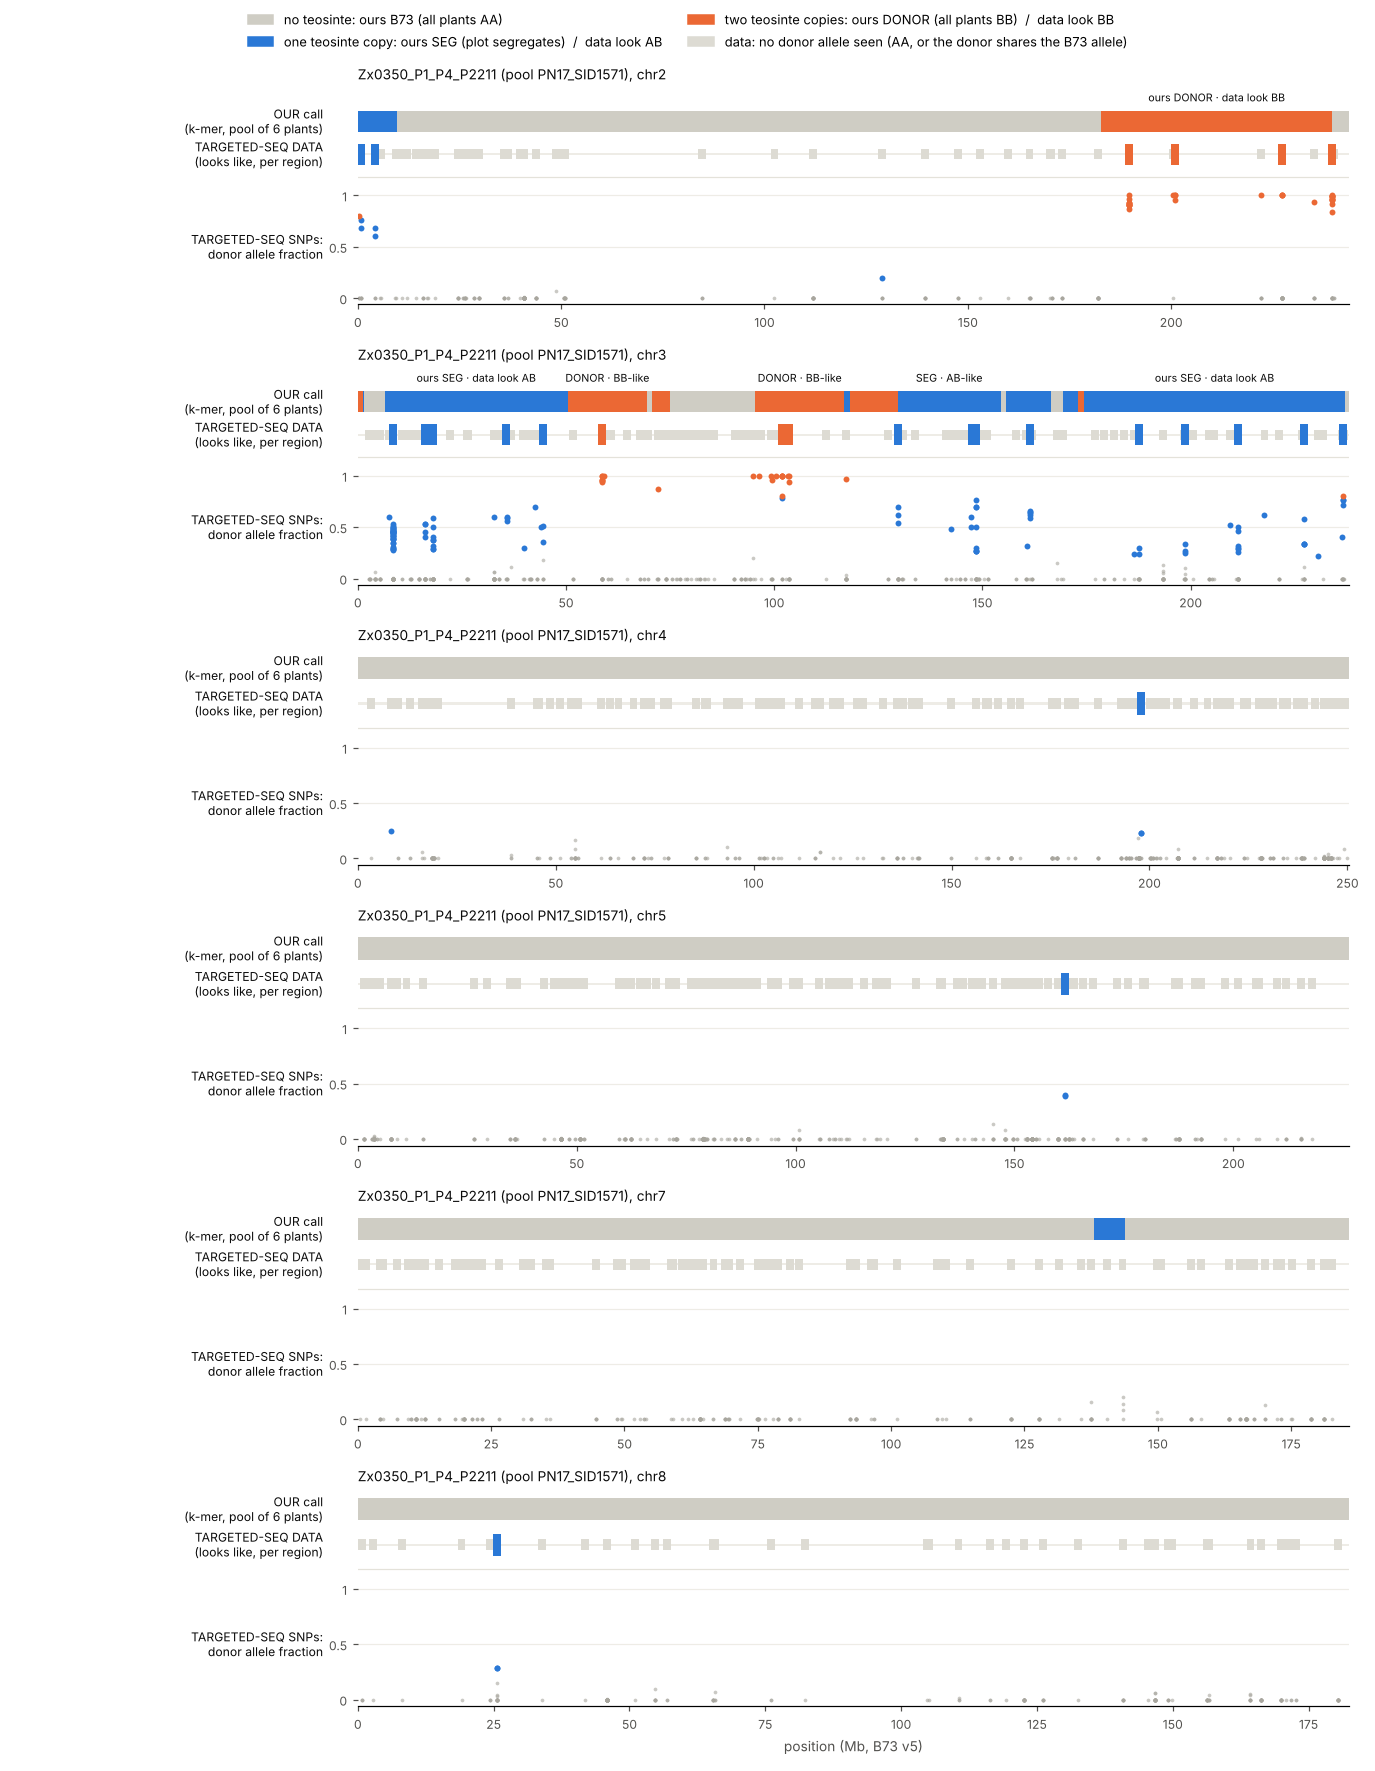 no teosinte: ours B73 (all plants AA)
two teosinte copies: ours DONOR (all plants BB)  /  data look BB
one teosinte copy: ours SEG (plot segregates)  /  data look AB
data: no donor allele seen (AA, or the donor shares the B73 allele)
Zx0350_P1_P4_P2211 (pool PN17_SID1571), chr2
ours DONOR · data look BB
OUR call
(k-mer, pool of 6 plants)
TARGETED-SEQ DATA
(looks like, per region)
1
TARGETED-SEQ SNPs:
donor allele fraction
0.5
0
0 50 100 150 200
Zx0350_P1_P4_P2211 (pool PN17_SID1571), chr3
ours SEG · data look AB DONOR · BB-like DONOR · BB-like SEG · AB-like ours SEG · data look AB
OUR call
(k-mer, pool of 6 plants)
TARGETED-SEQ DATA
(looks like, per region)
1
TARGETED-SEQ SNPs:
donor allele fraction
0.5
0
0 50 100 150 200
Zx0350_P1_P4_P2211 (pool PN17_SID1571), chr4
OUR call
(k-mer, pool of 6 plants)
TARGETED-SEQ DATA
(looks like, per region)
1
TARGETED-SEQ SNPs:
donor allele fraction
0.5
0
0 50 100 150 200 250
Zx0350_P1_P4_P2211 (pool PN17_SID1571), chr5
OUR call
(k-mer, pool of 6 plants)
TARGETED-SEQ DATA
(looks like, per region)
1
TARGETED-SEQ SNPs:
donor allele fraction
0.5
0
0 50 100 150 200
Zx0350_P1_P4_P2211 (pool PN17_SID1571), chr7
OUR call
(k-mer, pool of 6 plants)
TARGETED-SEQ DATA
(looks like, per region)
1
TARGETED-SEQ SNPs:
donor allele fraction
0.5
0
0 25 50 75 100 125 150 175
Zx0350_P1_P4_P2211 (pool PN17_SID1571), chr8
OUR call
(k-mer, pool of 6 plants)
TARGETED-SEQ DATA
(looks like, per region)
1
TARGETED-SEQ SNPs:
donor allele fraction
0.5
0
0 25 50 75 100 125 150 175
position (Mb, B73 v5)